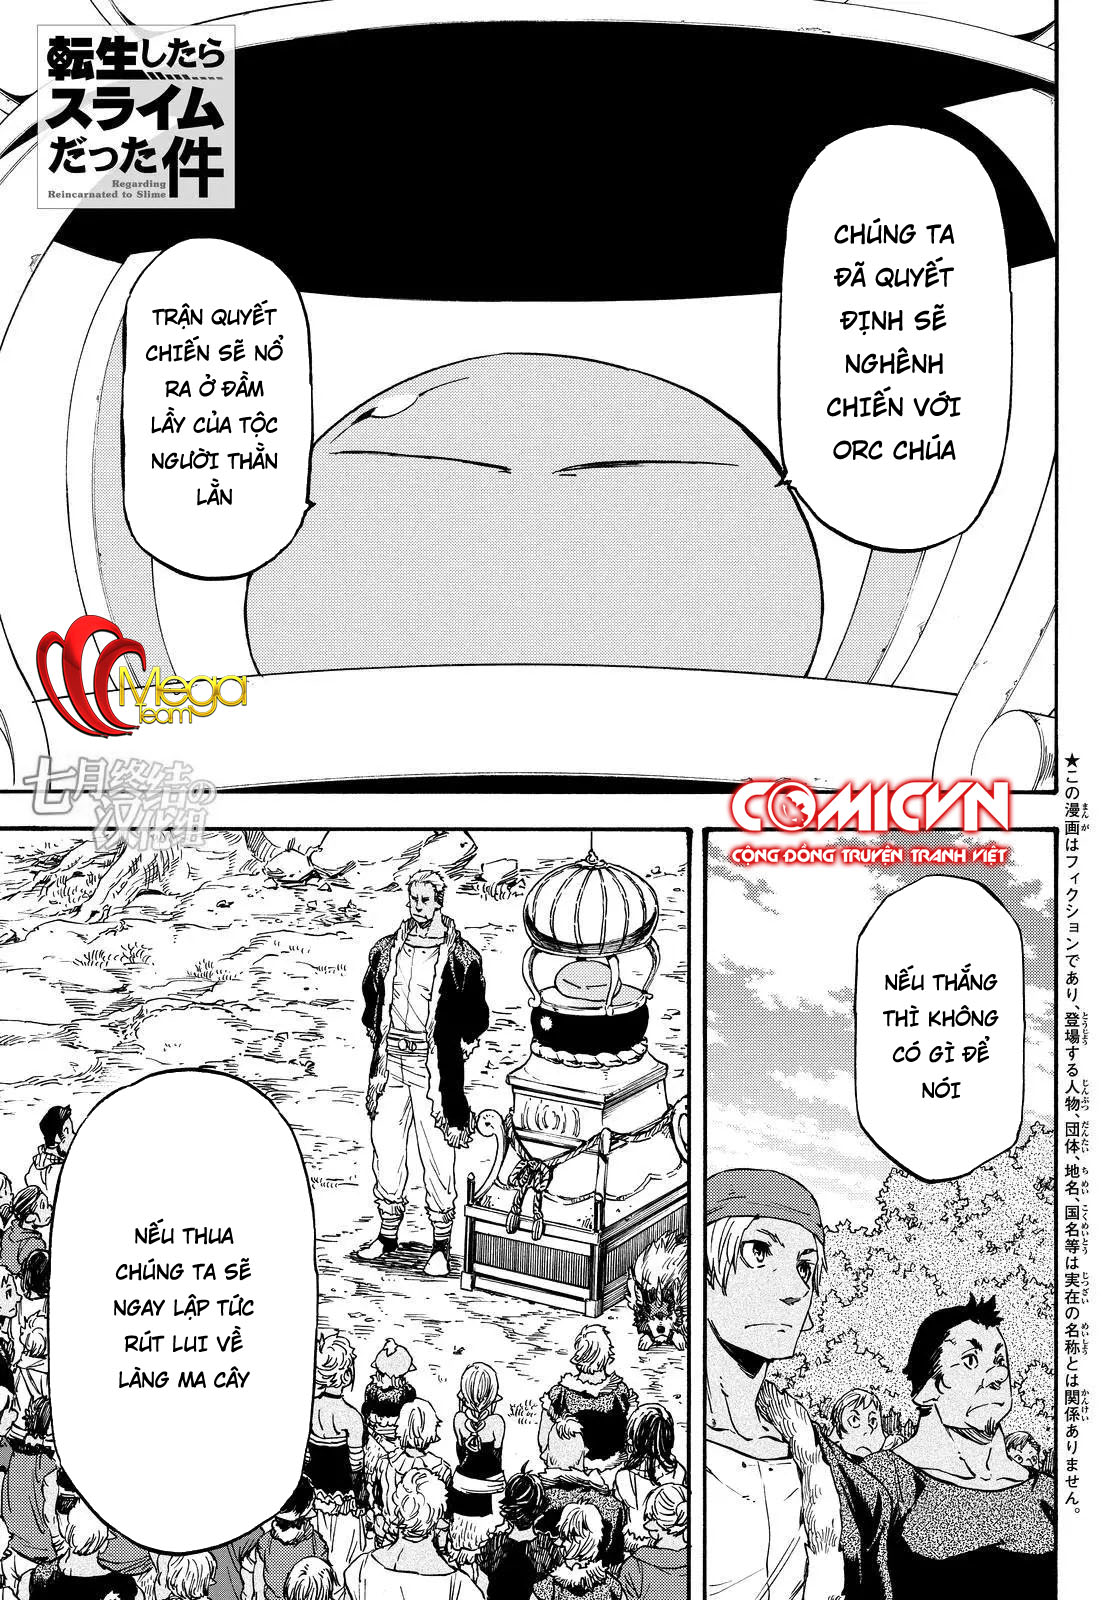 転生したら
スライム
だった件
Regarding
Reincarnated to Slime
CHÚNG TA
ĐÃ QUYẾT
ĐỊNH SẼ
NGHÊNH
CHIẾN VỚI
ORC CHÚA
TRẬN QUYẾT
CHIẾN SẼ NỔ
RA Ở ĐẦM
LẦY CỦA TỘC
NGƯỜI THẰN
LẰN
Mega
Team
七月終结の
汉化组
COMICVN
CỘNG ĐỒNG TRUYỆN TRANH VIỆT
NẾU THẮNG
THÌ KHÔNG
CÓ GÌ ĐỂ
NÓI
NẾU THUA
CHÚNG TA SẼ
NGAY LẬP TỨC
RÚT LUI VỀ
LÀNG MA CÂY
★この漫画はフィクションであり、登場する人物、団体、地名、国名等は実在の名称とは関係ありません。